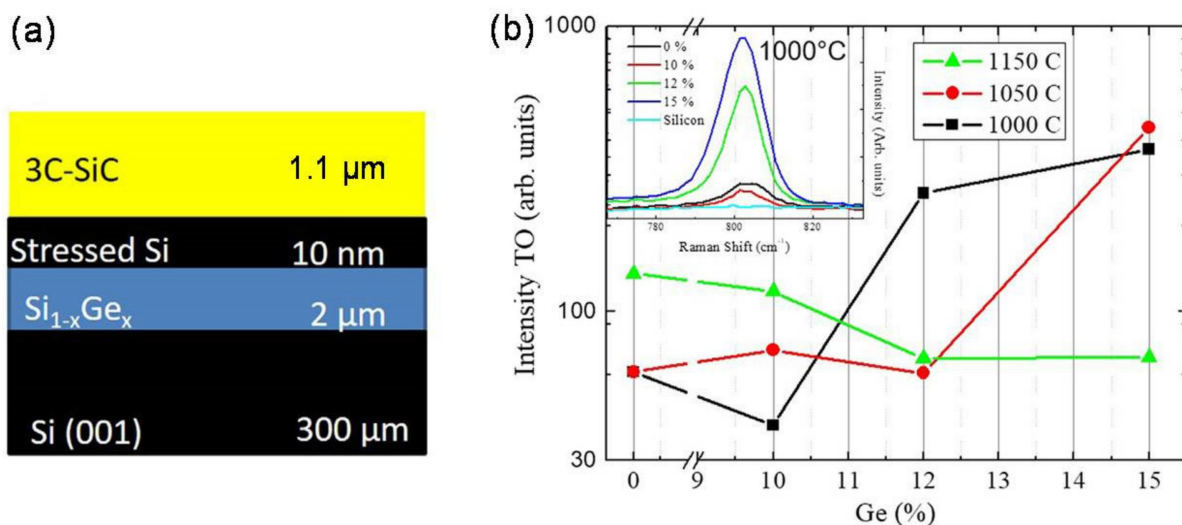 (a)
3C-SiC 1.1 µm
Stressed Si 10 nm
Si₁₋ₓGeₓ 2 µm
Si (001) 300 µm
(b)
1000
100
30
Intensity TO (arb. units)
0 9 10 11 12 13 14 15
Ge (%)
1150 C
1050 C
1000 C
1000°C
0 %
10 %
12 %
15 %
Silicon
Intensity (Arb. units)
780 800 820
Raman Shift (cm⁻¹)